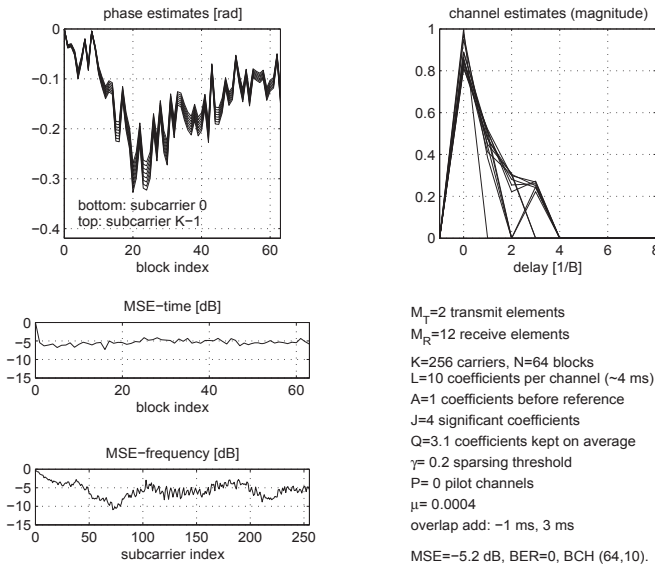 phase estimates [rad]
0
−0.1
−0.2
−0.3
−0.4
bottom: subcarrier 0
top: subcarrier K−1
0 20 40 60
block index
channel estimates (magnitude)
1
0.8
0.6
0.4
0.2
0
0 2 4 6 8
delay [1/B]
MSE−time [dB]
0
−5
−10
−15
0 20 40 60
block index
MSE−frequency [dB]
0
−5
−10
−15
0 50 100 150 200 250
subcarrier index
M_T=2 transmit elements
M_R=12 receive elements
K=256 carriers, N=64 blocks
L=10 coefficients per channel (~4 ms)
A=1 coefficients before reference
J=4 significant coefficients
Q=3.1 coefficients kept on average
γ= 0.2 sparsing threshold
P= 0 pilot channels
μ= 0.0004
overlap add: −1 ms, 3 ms
MSE=−5.2 dB, BER=0, BCH (64,10).